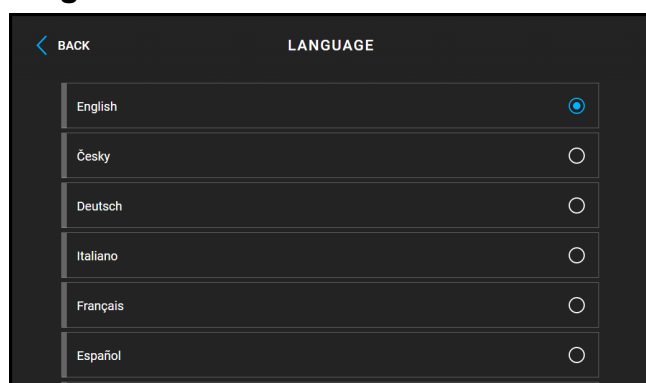 BACK
LANGUAGE
English
Česky
Deutsch
Italiano
Français
Español